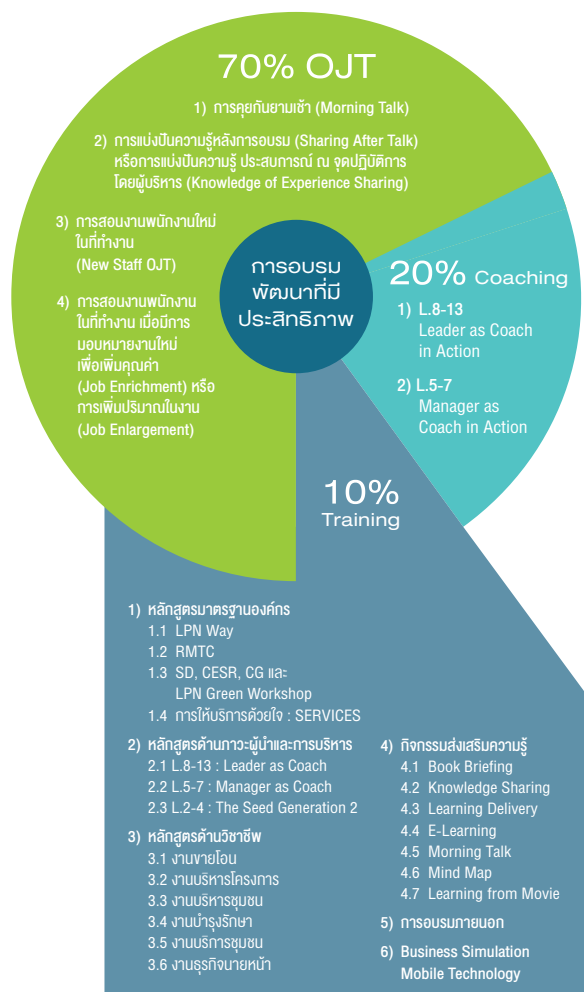 70% OJT
1) การคุยกันยามเช้า (Morning Talk)
2) การแบ่งปันความรู้หลังการอบรม (Sharing After Talk)
หรือการแบ่งปันความรู้ ประสบการณ์ ณ จุดปฏิบัติการ
โดยผู้บริหาร (Knowledge of Experience Sharing)
3) การสอนงานพนักงานใหม่
ในที่ทำงาน
(New Staff OJT)
4) การสอนงานพนักงาน
ในที่ทำงาน เมื่อมีการ
มอบหมายงานใหม่
เพื่อเพิ่มคุณค่า
(Job Enrichment) หรือ
การเพิ่มปริมาณในงาน
(Job Enlargement)
การอบรม
พัฒนาที่มี
ประสิทธิภาพ
20% Coaching
1) L.8-13
Leader as Coach
in Action
2) L.5-7
Manager as
Coach in Action
10%
Training
1) หลักสูตรมาตรฐานองค์กร
1.1 LPN Way
1.2 RMTC
1.3 SD, CESR, CG และ
LPN Green Workshop
1.4 การให้บริการด้วยใจ : SERVICES
2) หลักสูตรด้านภาวะผู้นำและการบริหาร
2.1 L.8-13 : Leader as Coach
2.2 L.5-7 : Manager as Coach
2.3 L.2-4 : The Seed Generation 2
3) หลักสูตรด้านวิชาชีพ
3.1 งานขายโอน
3.2 งานบริหารโครงการ
3.3 งานบริหารชุมชน
3.4 งานบำรุงรักษา
3.5 งานบริการชุมชน
3.6 งานธุรกิจนายหน้า
4) กิจกรรมส่งเสริมความรู้
4.1 Book Briefing
4.2 Knowledge Sharing
4.3 Learning Delivery
4.4 E-Learning
4.5 Morning Talk
4.6 Mind Map
4.7 Learning from Movie
5) การอบรมภายนอก
6) Business Simulation
Mobile Technology